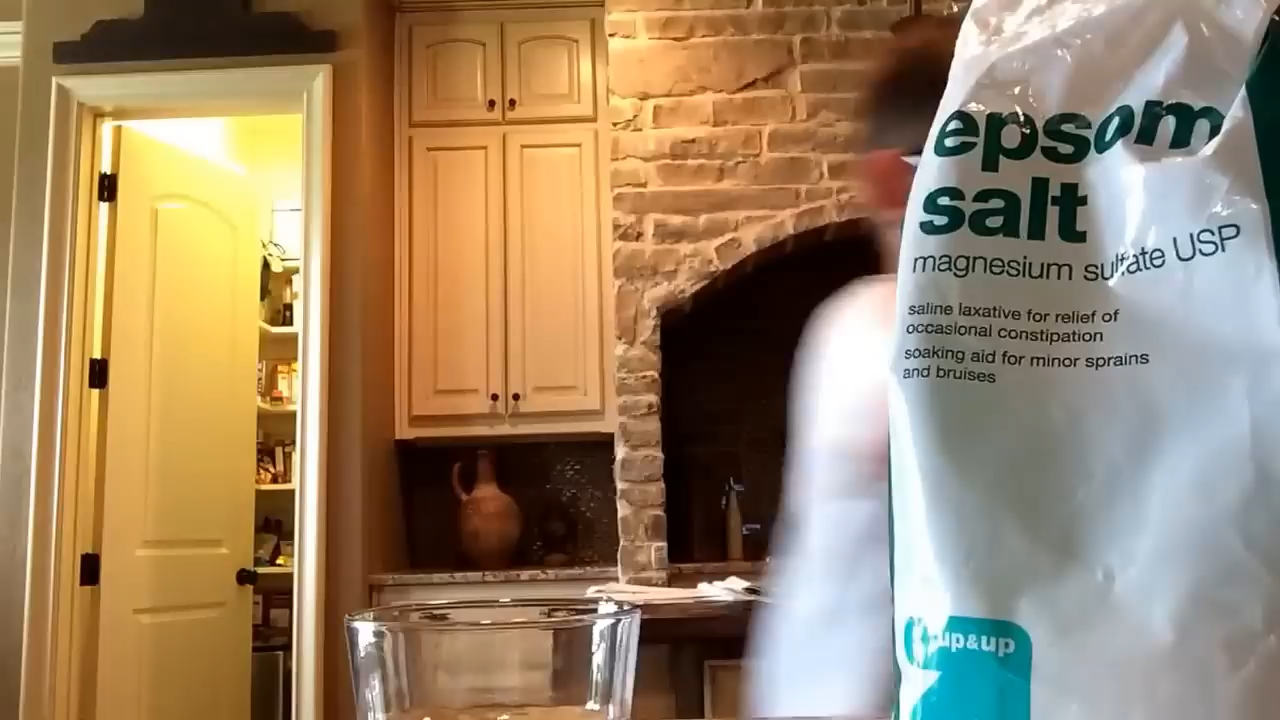 epsom
salt
magnesium sulfate USP
saline laxative for relief of
occasional constipation
soaking aid for minor sprains
and bruises
up&up